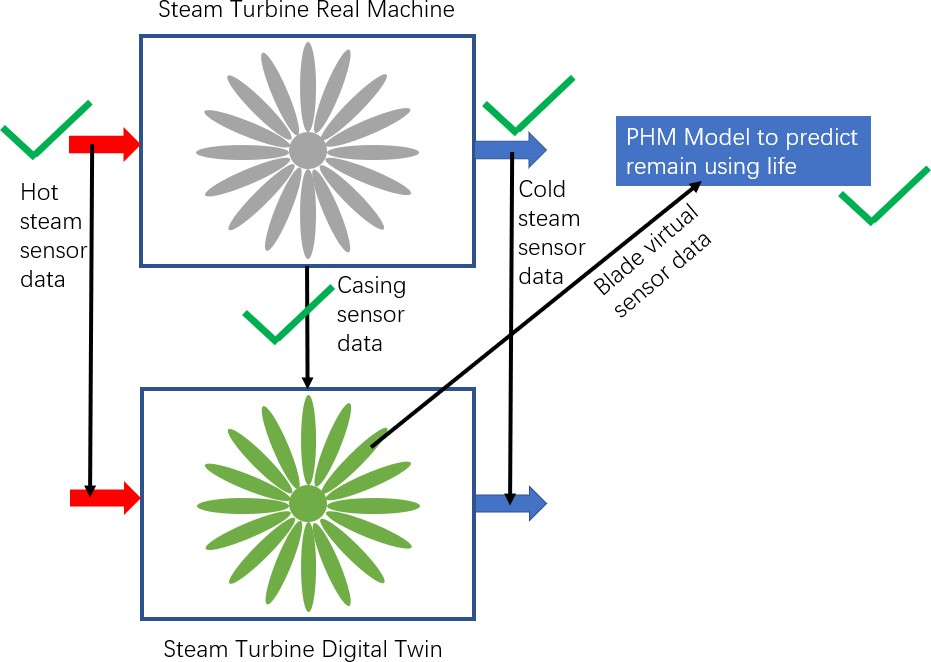 Steam Turbine Real Machine
Hot
steam
sensor
data
Cold
steam
sensor
data
PHM Model to predict
remain using life
Blade virtual
sensor data
Casing
sensor
data
Steam Turbine Digital Twin